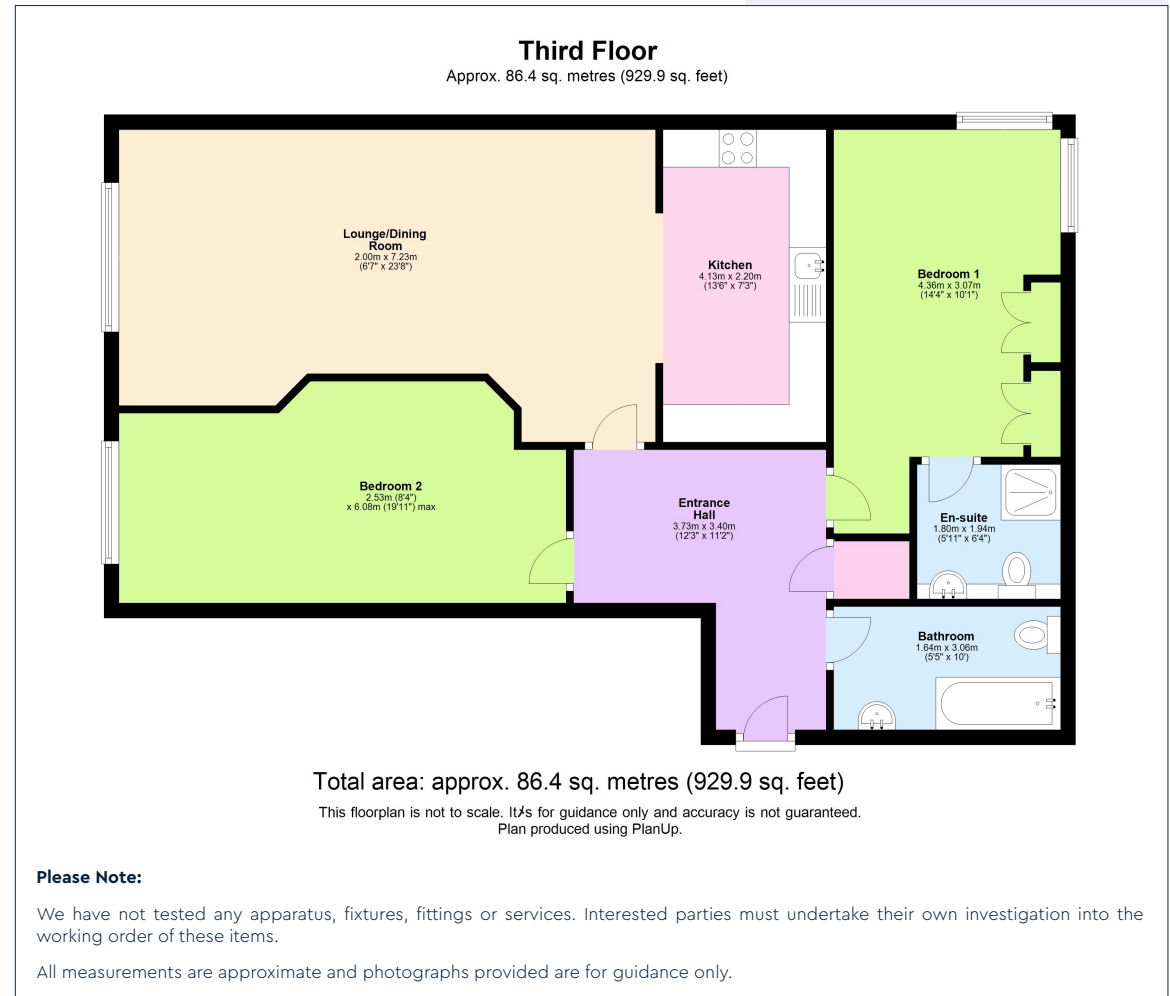 Third Floor
Approx. 86.4 sq. metres (929.9 sq. feet)
Lounge/Dining
Room
2.00m x 7.23m
(6'7" x 23'8")
Kitchen
4.13m x 2.20m
(13'6" x 7'3")
Bedroom 1
4.36m x 3.07m
(14'4" x 10'1")
Bedroom 2
2.53m (8'4")
x 6.08m (19'11") max
Entrance
Hall
3.73m x 3.40m
(12'3" x 11'2")
En-suite
1.80m x 1.94m
(5'11" x 6'4")
Bathroom
1.64m x 3.06m
(5'5" x 10')
Total area: approx. 86.4 sq. metres (929.9 sq. feet)
This floorplan is not to scale. It⁄s for guidance only and accuracy is not guaranteed.
Plan produced using PlanUp.
Please Note:
We have not tested any apparatus, fixtures, fittings or services. Interested parties must undertake their own investigation into the
working order of these items.
All measurements are approximate and photographs provided are for guidance only.